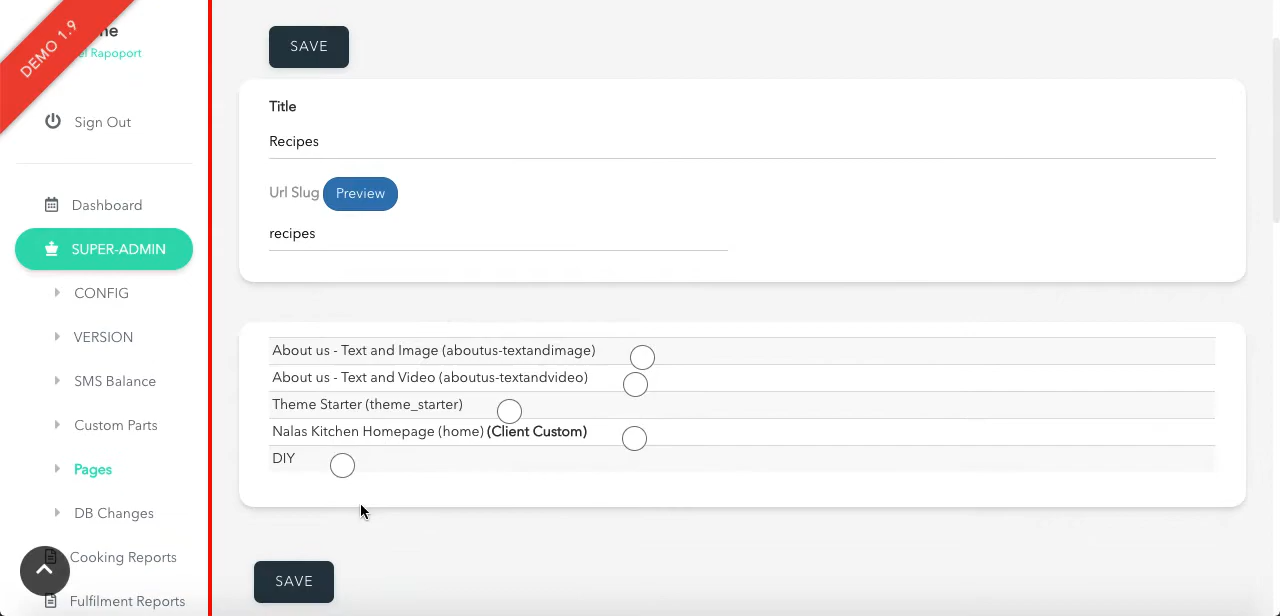 DEMO 1.9
Rapoport
Sign Out
Dashboard
SUPER-ADMIN
CONFIG
VERSION
SMS Balance
Custom Parts
Pages
DB Changes
Cooking Reports
Fulfilment Reports
SAVE
Title
Recipes
Url Slug Preview
recipes
About us - Text and Image (aboutus-textandimage)
About us - Text and Video (aboutus-textandvideo)
Theme Starter (theme_starter)
Nalas Kitchen Homepage (home) (Client Custom)
DIY
SAVE